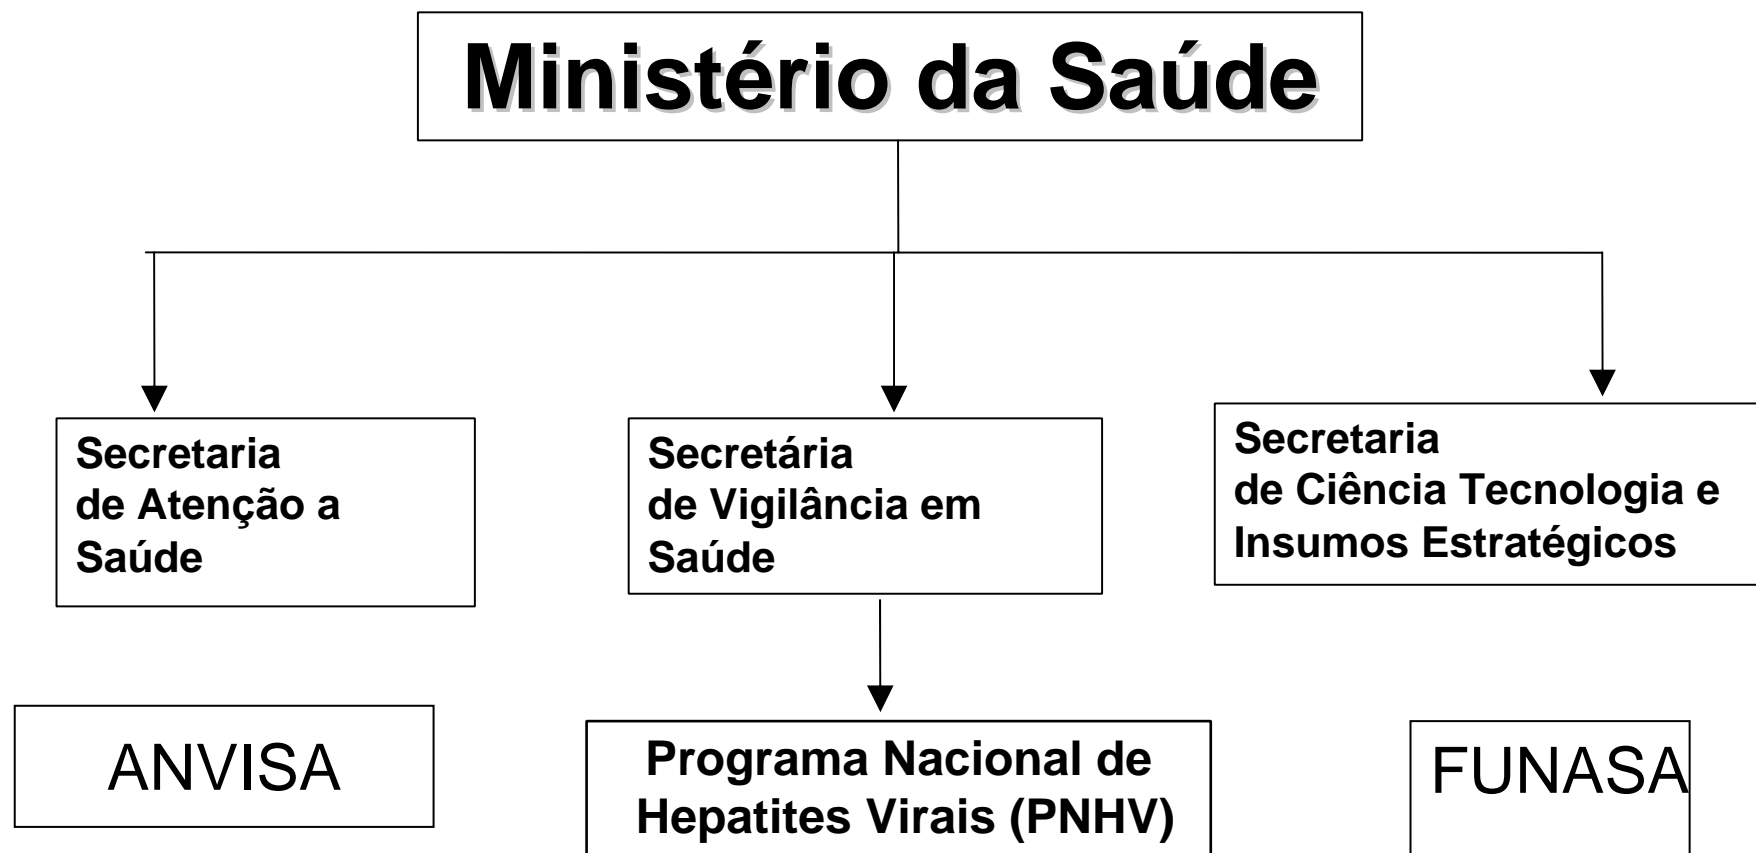 Ministério da Saúde
Secretaria
de Atenção a
Saúde
Secretária
de Vigilância em
Saúde
Secretaria
de Ciência Tecnologia e
Insumos Estratégicos
ANVISA
Programa Nacional de
Hepatites Virais (PNHV)
FUNASA